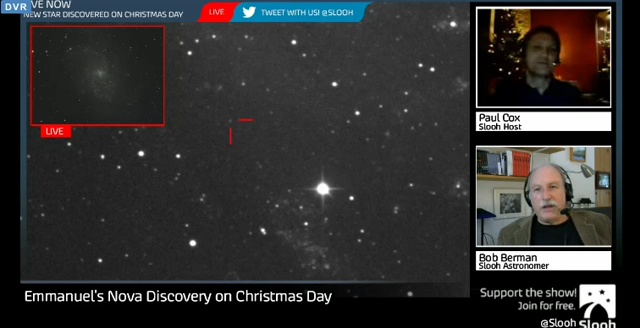 DVR
VE NOW
NEW STAR DISCOVERED ON CHRISTMAS DAY
LIVE
TWEET WITH US! @SLOOH
LIVE
Paul Cox
Slooh Host
Bob Berman
Slooh Astronomer
Emmanuel's Nova Discovery on Christmas Day
Support the show!
Join for free.
@Slooh
Slooh